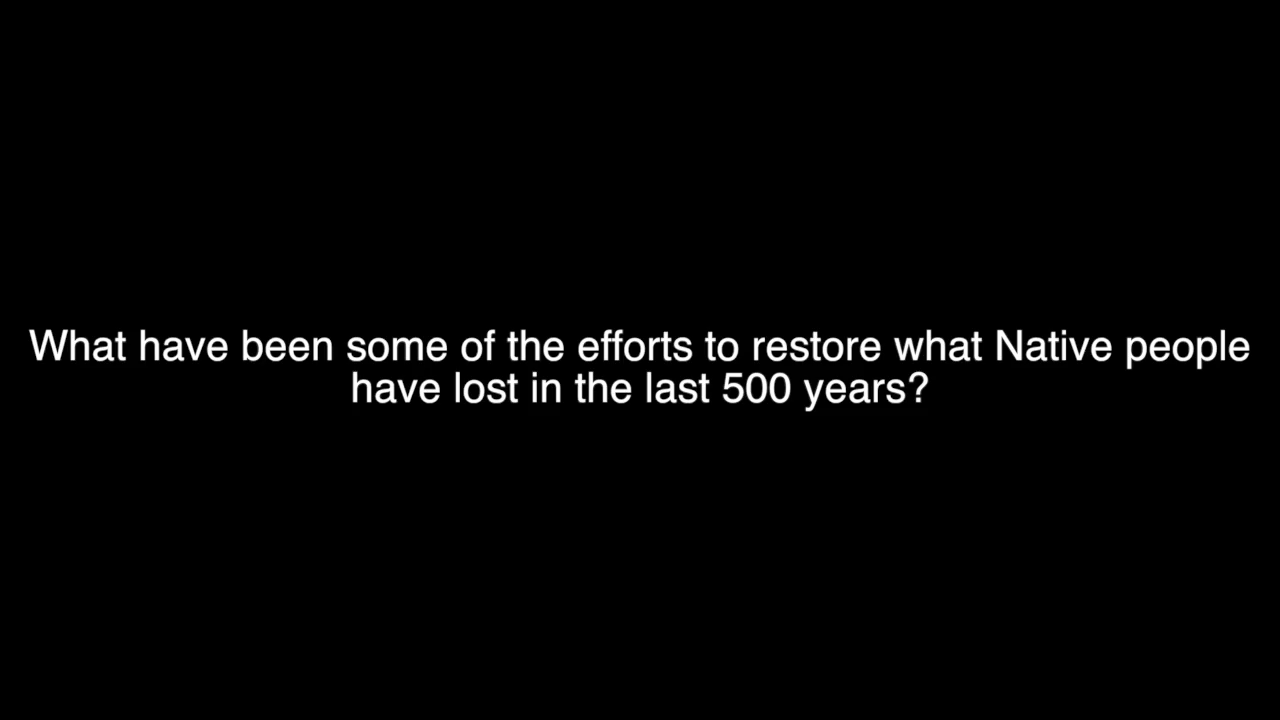 What have been some of the efforts to restore what Native people
have lost in the last 500 years?